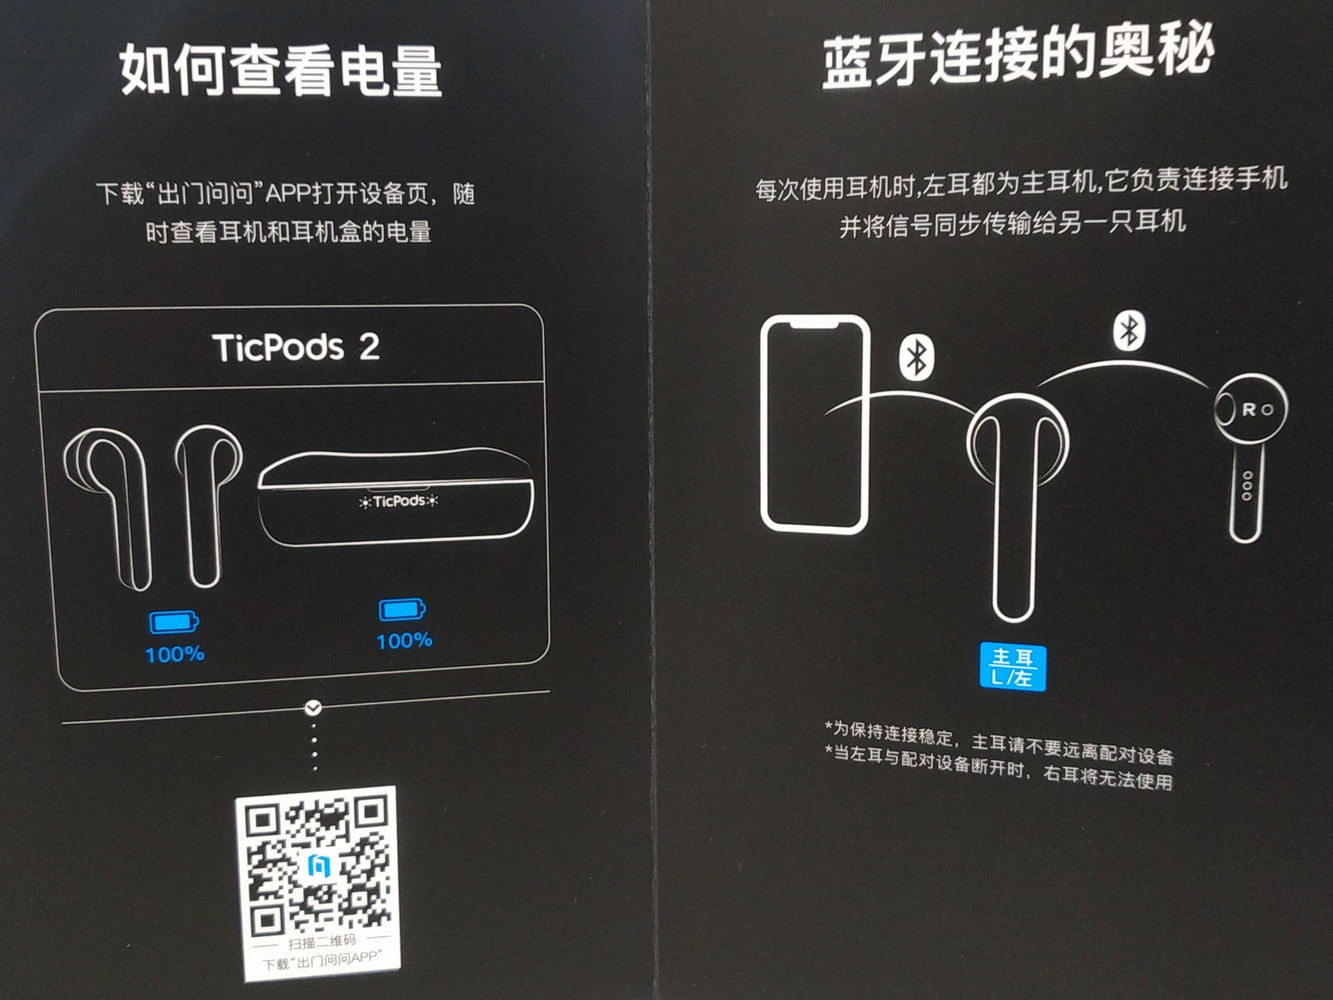 如何查看电量
下载“出门问问”APP打开设备页，随
时查看耳机和耳机盒的电量
TicPods 2
TicPods
100%
100%
扫描二维码
下载“出门问问APP”
蓝牙连接的奥秘
每次使用耳机时,左耳都为主耳机,它负责连接手机
并将信号同步传输给另一只耳机
R
主耳
L/左
*为保持连接稳定，主耳请不要远离配对设备
*当左耳与配对设备断开时，右耳将无法使用